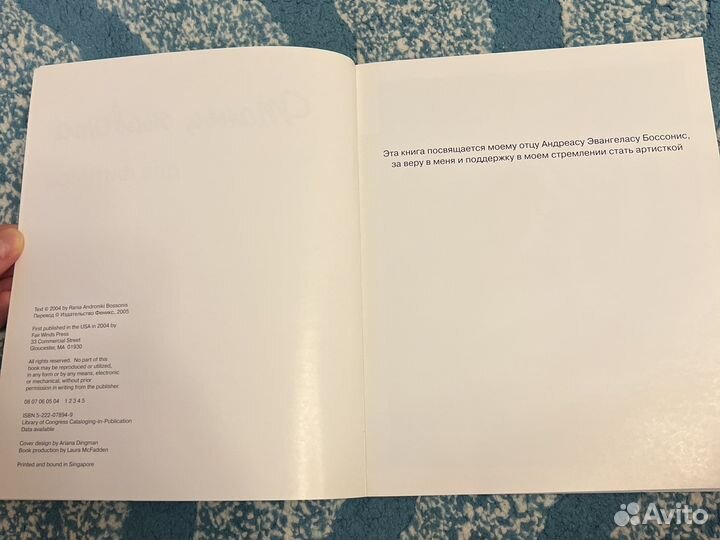 Text © 2004 by Rania Androniki Bossonis
Перевод © Издательство Феникс, 2005
First published in the USA in 2004 by
Fair Winds Press
33 Commercial Street
Gloucester, MA 01930
All rights reserved. No part of this
book may be reproduced or utilized,
in any form or by any means, electronic
or mechanical, without prior
permission in writing from the publisher.
08 07 06 05 04 1 2 3 4 5
ISBN 5-222-07894-9
Library of Congress Cataloging-in-Publication
Data available
Cover design by Ariana Dingman
Book production by Laura McFadden
Printed and bound in Singapore
Эта книга посвящается моему отцу Андреасу Эвангеласу Боссонис,
за веру в меня и поддержку в моем стремлении стать артисткой
Avito